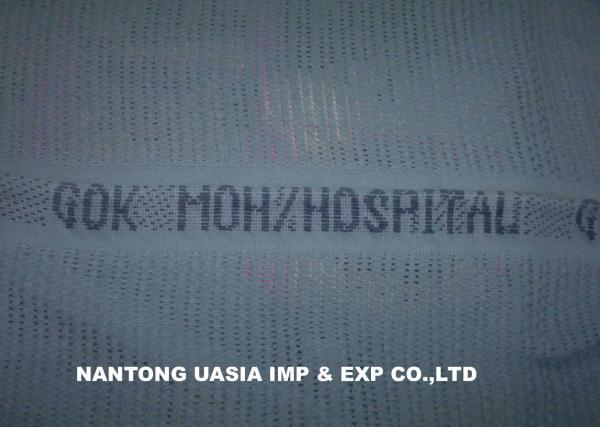 GOK MOH/HOSPITAL G
NANTONG UASIA IMP & EXP CO.,LTD